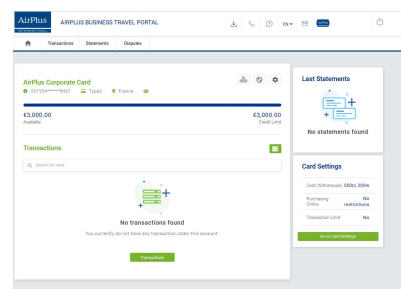 AirPlus
INTERNATIONAL
AIRPLUS BUSINESS TRAVEL PORTAL
EN
Transactions Statements Disputes
AirPlus Corporate
Card
Type2 France
€3,000.00
Available
€3,000.00
Credit Limit
Transactions
Search for card.
No transactions found
You currently do not have any transaction under this account.
Transactions
Last Statements
No statements found
Card Settings
Cash Withdrawals 200d 200w
Purchasing Online No restrictions
Transaction Limit No
Go to Card Settings